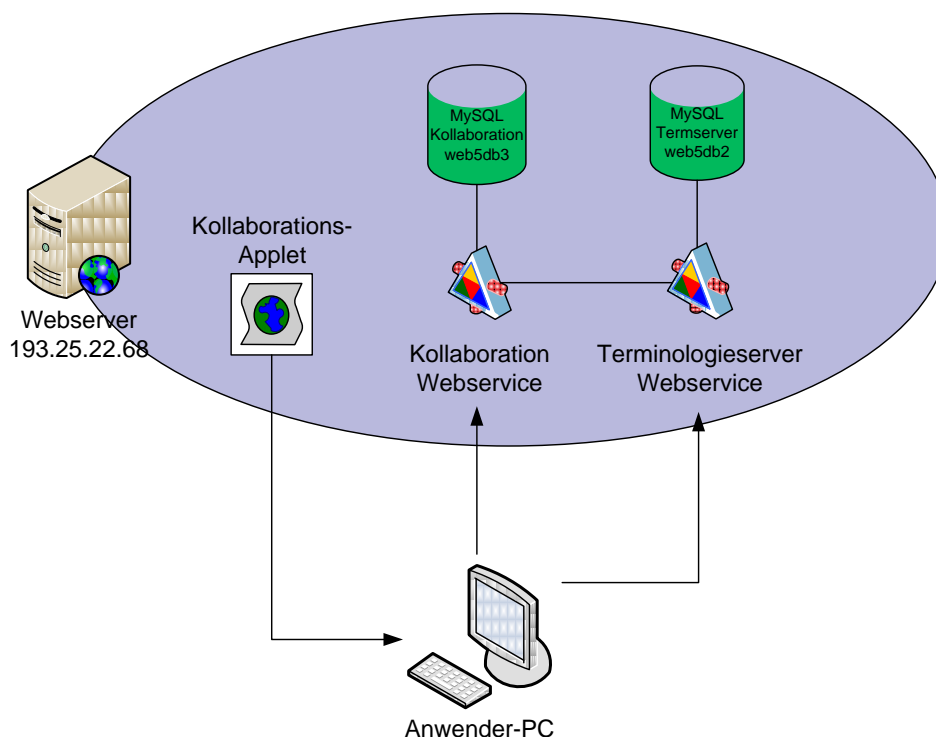 MySQL
Kollaboration
web5db3
MySQL
Termserver
web5db2
Kollaborations-
Applet
Webserver
193.25.22.68
Kollaboration
Webservice
Terminologieserver
Webservice
Anwender-PC